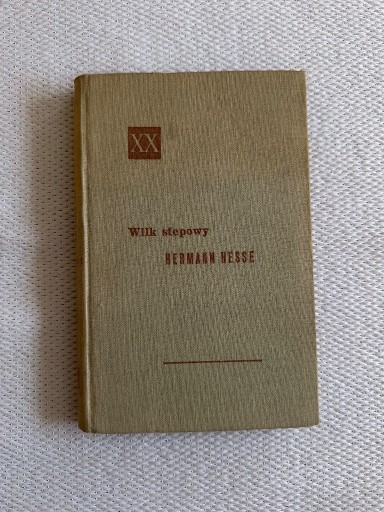 XX
Wilk stepowy
HERMANN HESSE